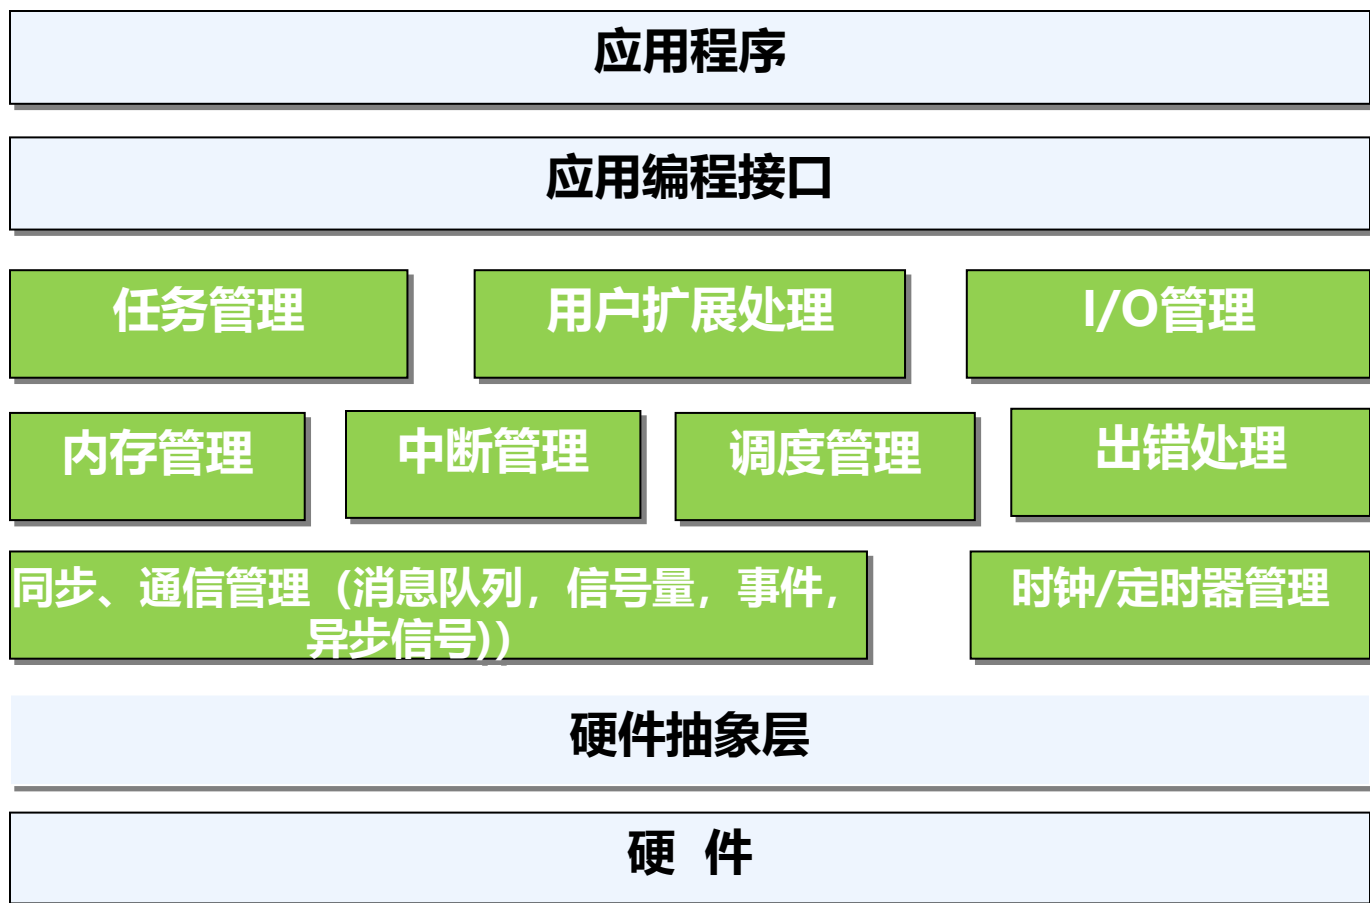 应用程序
应用编程接口
任务管理
用户扩展处理
I/O管理
内存管理
中断管理
调度管理
出错处理
同步、通信管理（消息队列，信号量，事件，
异步信号)）
时钟/定时器管理
硬件抽象层
硬 件